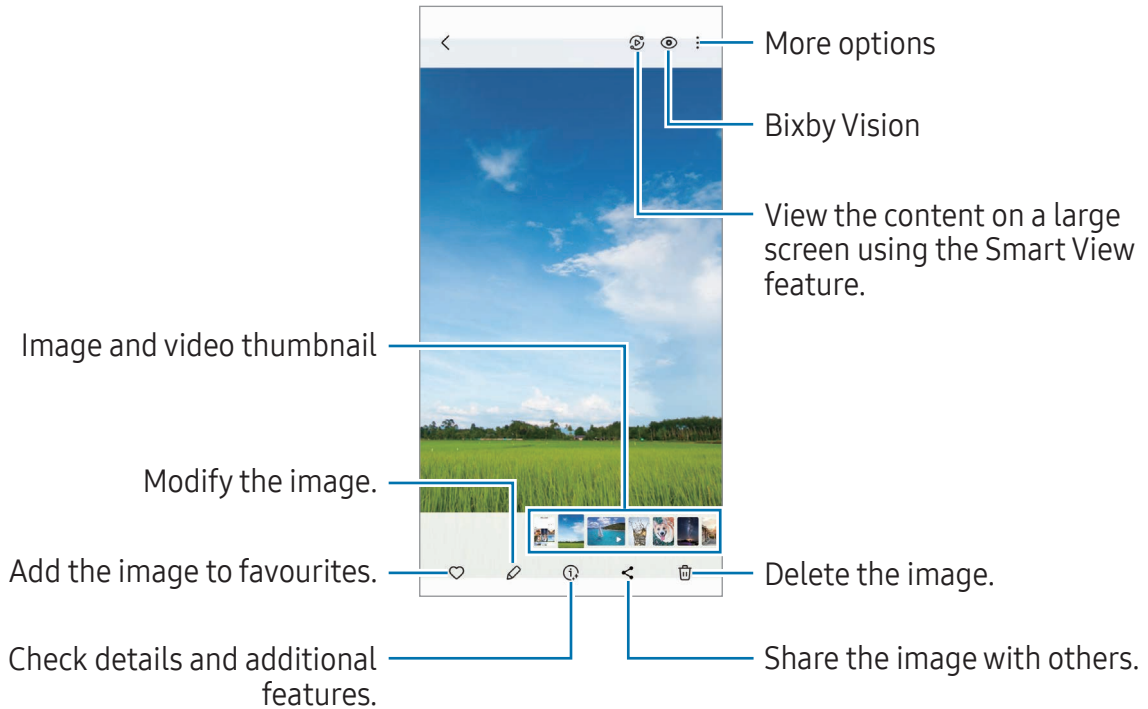 More options
Bixby Vision
View the content on a large
screen using the Smart View
feature.
Image and video thumbnail
Modify the image.
Add the image to favourites.
Delete the image.
Check details and additional
features.
Share the image with others.